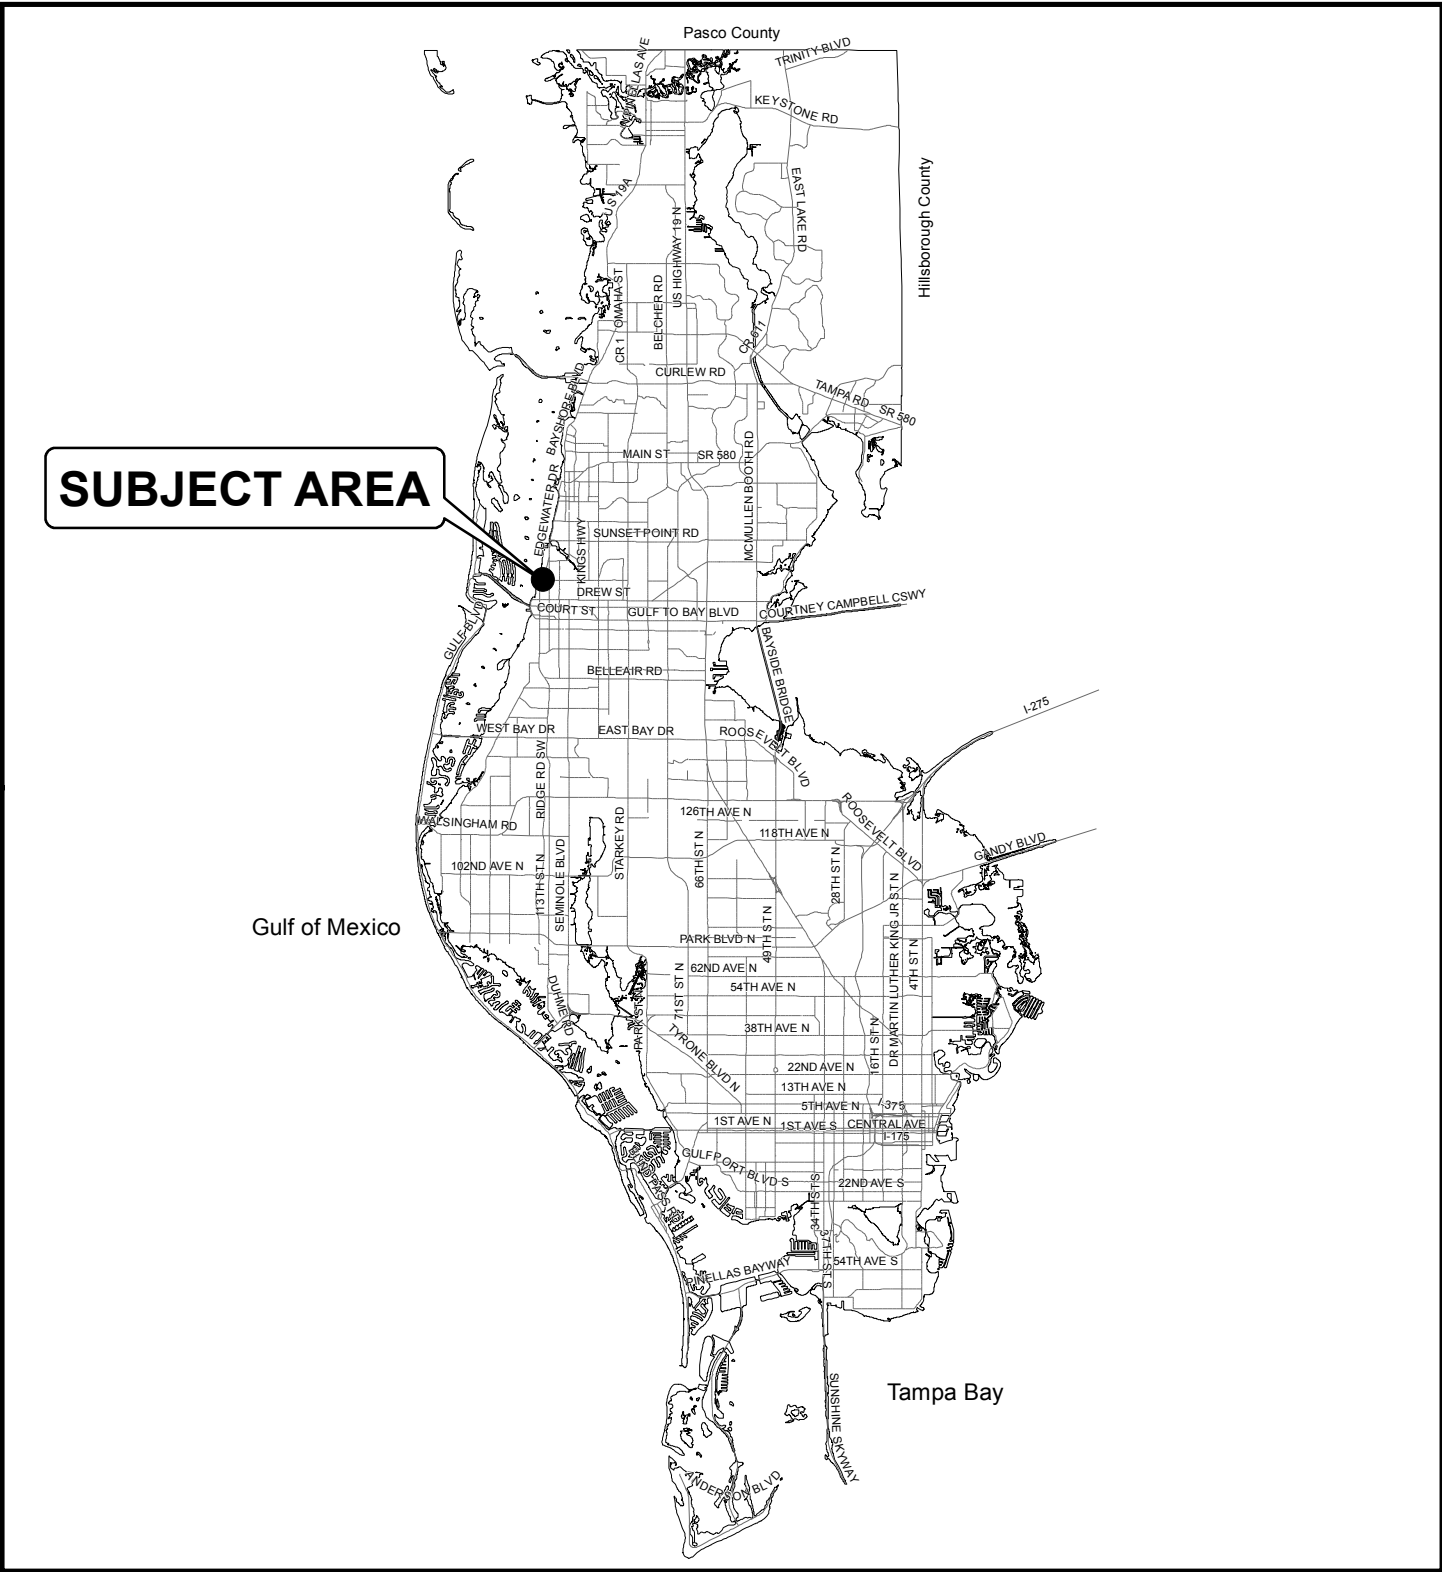 Pasco County
PINELLAS AVE
TRINITY BLVD
KEYSTONE RD
Hillsborough County
EAST LAKE RD
US 19A
US HIGHWAY 19 N
OMAHA ST
CR 1
BELCHER RD
CR 611
CURLEW RD
TAMPA RD
SR 580
BAYSHORE BLVD
EDGEWATER DR
MAIN ST
SR 580
MCMULLEN BOOTH RD
SUBJECT AREA
SUNSET POINT RD
KINGS HWY
DREW ST
COURT ST
GULF TO BAY BLVD
COURTNEY CAMPBELL CSWY
GULF BLVD
BELLEAIR RD
BAYSIDE BRIDGE
I-275
WEST BAY DR
EAST BAY DR
ROOSEVELT BLVD
RIDGE RD SW
WALSINGHAM RD
STARKEY RD
126TH AVE N
118TH AVE N
ROOSEVELT BLVD
GANDY BLVD
102ND AVE N
113TH ST N
SEMINOLE BLVD
66TH ST N
28TH ST N
Gulf of Mexico
PARK BLVD N
49TH ST N
DR MARTIN LUTHER KING JR ST N
4TH ST N
62ND AVE N
54TH AVE N
71ST ST N
DUHME RD
PARK ST N
TYRONE BLVD N
38TH AVE N
16TH ST N
22ND AVE N
13TH AVE N
5TH AVE N
I-375
1ST AVE N
1ST AVE S
CENTRAL AVE
I-175
GULFPORT BLVD S
22ND AVE S
34TH ST S
37TH ST S
54TH AVE S
PINELLAS BAYWAY
SUNSHINE SKYWAY
Tampa Bay
ANDERSON BLVD